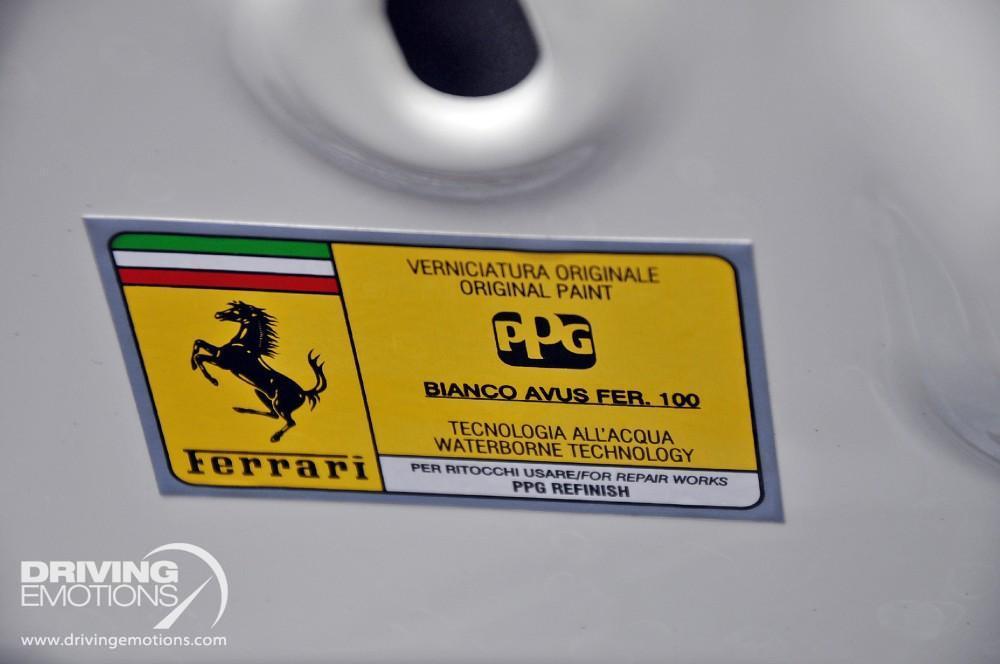 VERNICIATURA ORIGINALE
ORIGINAL PAINT
PPG
BIANCO AVUS FER. 100
TECNOLOGIA ALL'ACQUA
WATERBORNE TECHNOLOGY
Ferrari
PER RITOCCHI USARE/FOR REPAIR WORKS
PPG REFINISH
DRIVING
EMOTIONS
www.drivingemotions.com